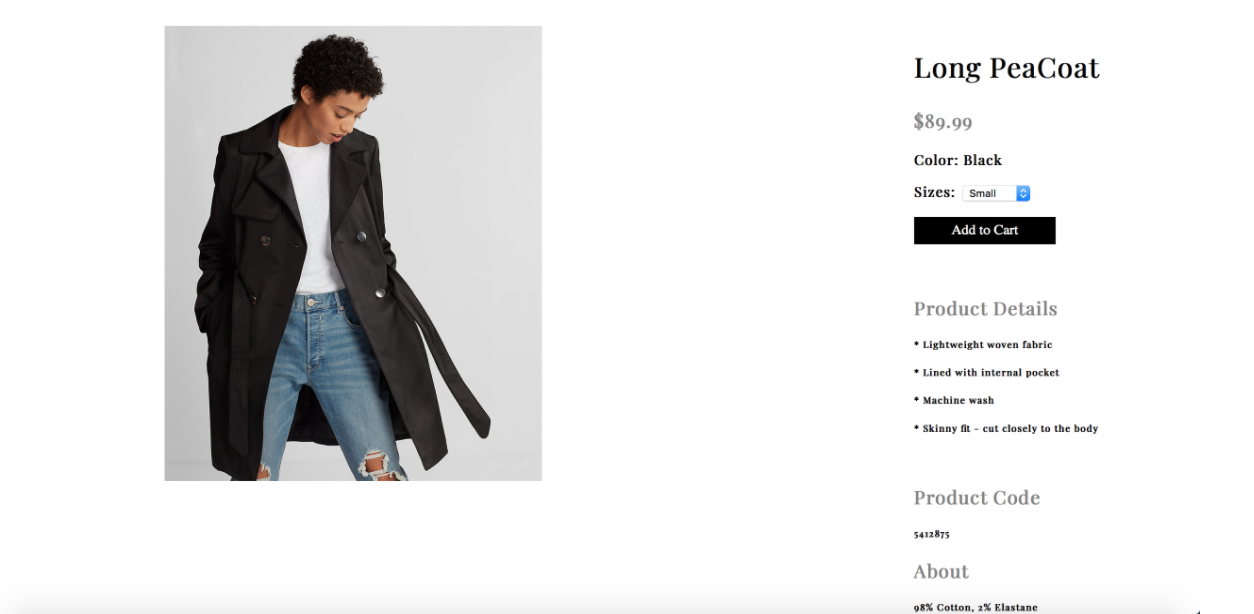 Long PeaCoat
$89.99
Color: Black
Sizes: Small
Add to Cart
Product Details
* Lightweight woven fabric
* Lined with internal pocket
* Machine wash
* Skinny fit - cut closely to the body
Product Code
5412875
About
98% Cotton, 2% Elastane